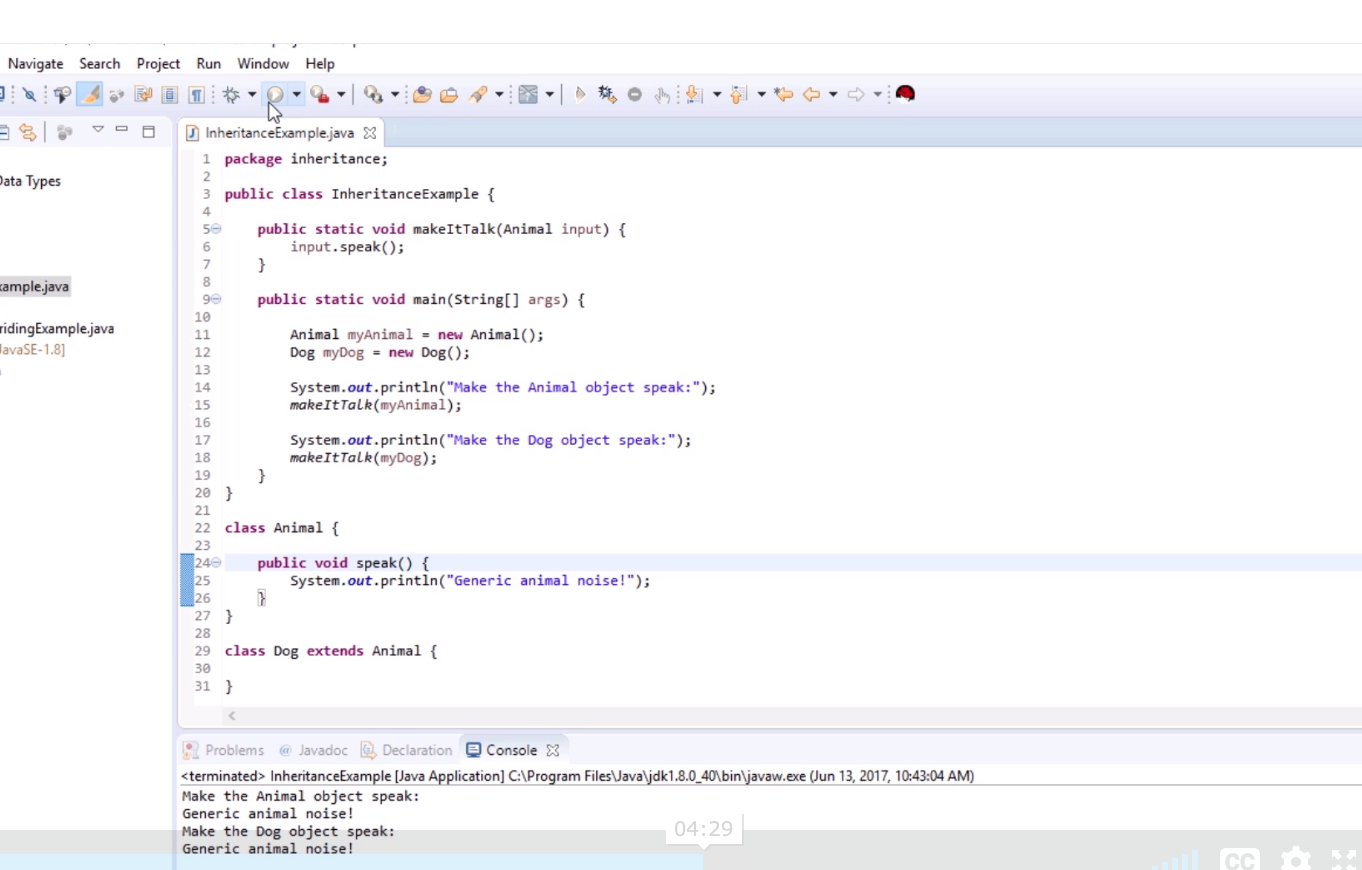 Navigate Search Project Run Window Help
InheritanceExample.java
Data Types
xample.java
ridingExample.java
JavaSE-1.8]
1 package inheritance;
2
3 public class InheritanceExample {
4
5 public static void makeItTalk(Animal input) {
6 input.speak();
7 }
8
9 public static void main(String[] args) {
10
11 Animal myAnimal = new Animal();
12 Dog myDog = new Dog();
13
14 System.out.println("Make the Animal object speak:");
15 makeItTalk(myAnimal);
16
17 System.out.println("Make the Dog object speak:");
18 makeItTalk(myDog);
19 }
20 }
21
22 class Animal {
23
24 public void speak() {
25 System.out.println("Generic animal noise!");
26 }
27 }
28
29 class Dog extends Animal {
30
31 }
Problems @ Javadoc Declaration Console
<terminated> InheritanceExample [Java Application] C:\Program Files\Java\jdk1.8.0_40\bin\javaw.exe (Jun 13, 2017, 10:43:04 AM)
Make the Animal object speak:
Generic animal noise!
Make the Dog object speak:
Generic animal noise!
04:29
CC